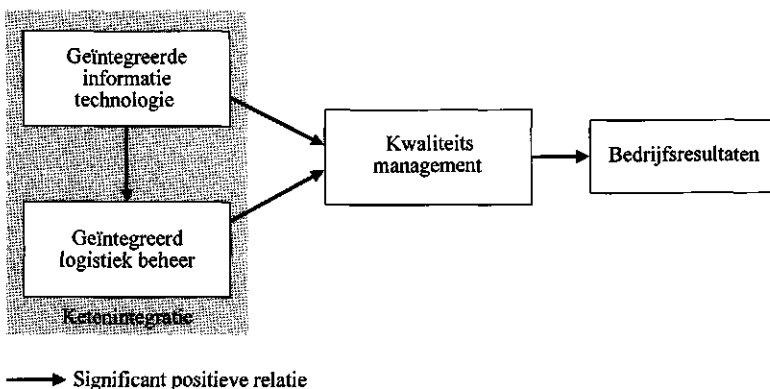 Geïntegreerde
informatie
technologie
Kwaliteits
management
Bedrijfsresultaten
Geïntegreerd
logistiek beheer
Ketenintegratie
Significant positieve relatie